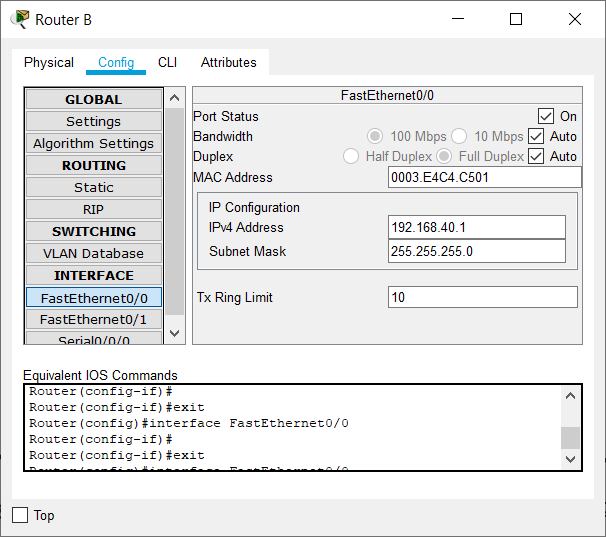 Router B
Physical Config CLI Attributes
GLOBAL
Settings
Algorithm Settings
ROUTING
Static
RIP
SWITCHING
VLAN Database
INTERFACE
FastEthernet0/0
FastEthernet0/1
Serial0/0/0
FastEthernet0/0
Port Status On
Bandwidth 100 Mbps 10 Mbps Auto
Duplex Half Duplex Full Duplex Auto
MAC Address 0003.E4C4.C501
IP Configuration
IPv4 Address 192.168.40.1
Subnet Mask 255.255.255.0
Tx Ring Limit 10
Equivalent IOS Commands
Router(config-if)#
Router(config-if)#exit
Router(config)#interface FastEthernet0/0
Router(config-if)#
Router(config-if)#exit
Router(config)#interface FastEthernet0/0
Top